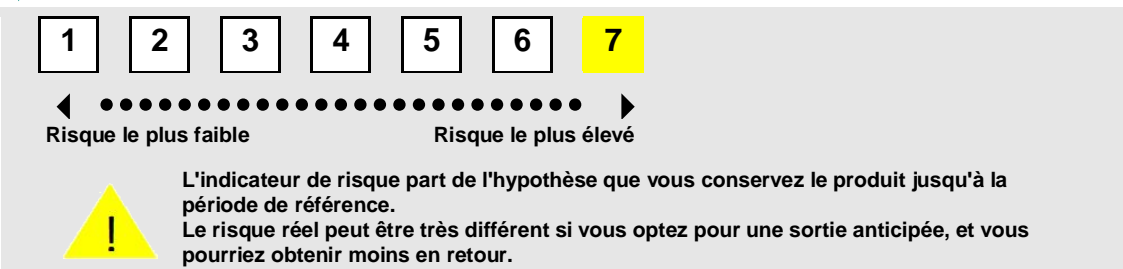 1 2 3 4 5 6 7
Risque le plus faible Risque le plus élevé
L'indicateur de risque part de l'hypothèse que vous conservez le produit jusqu'à la
période de référence.
Le risque réel peut être très différent si vous optez pour une sortie anticipée, et vous
pourriez obtenir moins en retour.
!